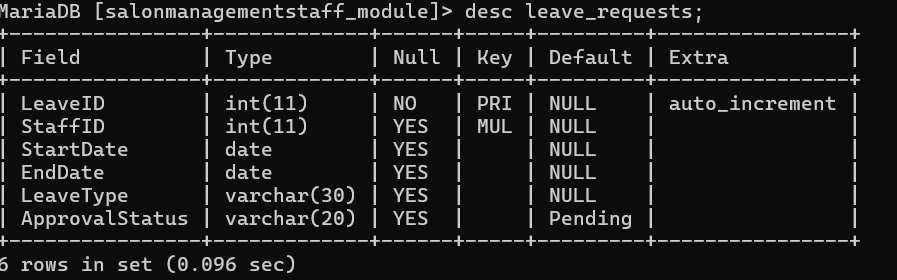 MariaDB [salonmanagementstaff_module]> desc leave_requests;
+----------------+-------------+------+-----+---------+----------------+
| Field          | Type        | Null | Key | Default | Extra          |
+----------------+-------------+------+-----+---------+----------------+
| LeaveID        | int(11)     | NO   | PRI | NULL    | auto_increment |
| StaffID        | int(11)     | YES  | MUL | NULL    |                |
| StartDate      | date        | YES  |     | NULL    |                |
| EndDate        | date        | YES  |     | NULL    |                |
| LeaveType      | varchar(30) | YES  |     | NULL    |                |
| ApprovalStatus | varchar(20) | YES  |     | Pending |                |
+----------------+-------------+------+-----+---------+----------------+
6 rows in set (0.096 sec)